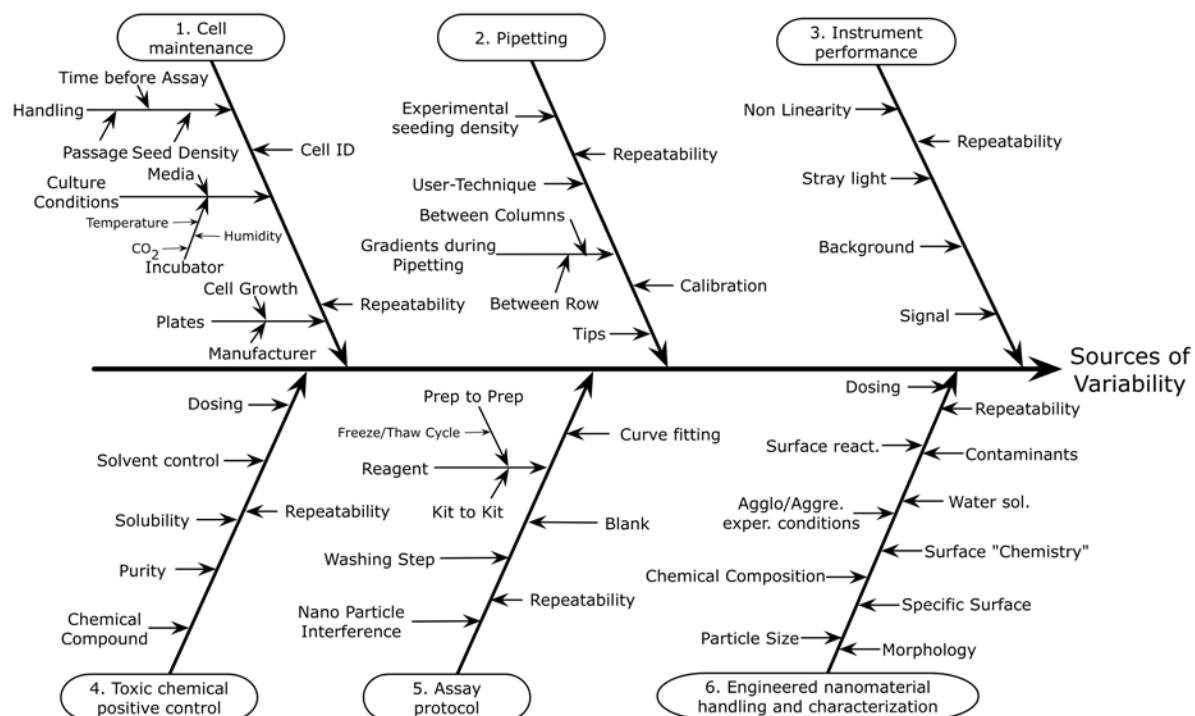 1. Cell
maintenance
Time before Assay
Handling
Passage
Seed Density
Cell ID
Media
Culture
Conditions
Temperature
Humidity
CO2
Incubator
Cell Growth
Repeatability
Plates
Manufacturer
2. Pipetting
Experimental
seeding density
Repeatability
User-Technique
Between Columns
Gradients during
Pipetting
Between Row
Calibration
Tips
3. Instrument
performance
Non Linearity
Repeatability
Stray light
Background
Signal
Sources of
Variability
Dosing
Solvent control
Solubility
Repeatability
Purity
Chemical
Compound
4. Toxic chemical
positive control
Prep to Prep
Freeze/Thaw Cycle
Curve fitting
Reagent
Kit to Kit
Blank
Washing Step
Repeatability
Nano Particle
Interference
5. Assay
protocol
Dosing
Repeatability
Surface react.
Contaminants
Agglo/Aggre.
exper. conditions
Water sol.
Surface "Chemistry"
Chemical Composition
Specific Surface
Particle Size
Morphology
6. Engineered nanomaterial
handling and characterization